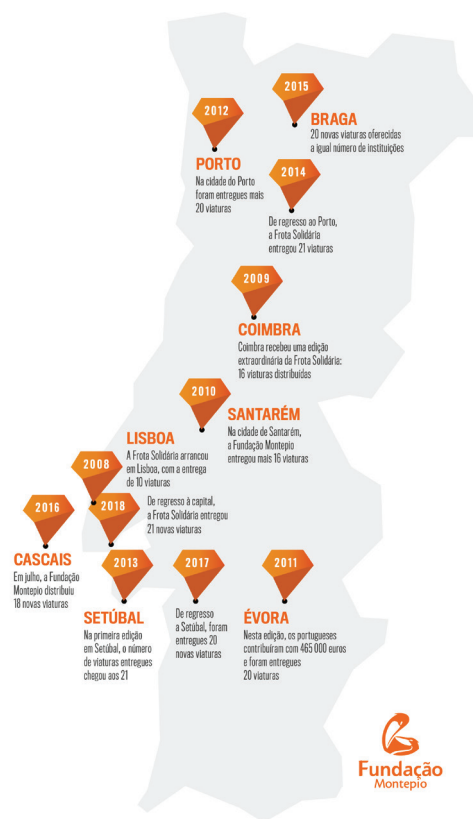 2015
BRAGA
20 novas viaturas oferecidas
a igual número de instituições
2012
PORTO
Na cidade do Porto
foram entregues mais
20 viaturas
2014
De regresso ao Porto,
a Frota Solidária
entregou 21 viaturas
2009
COIMBRA
Coimbra recebeu uma edição
extraordinária da Frota Solidária:
16 viaturas distribuídas
2010
SANTARÉM
Na cidade de Santarém,
a Fundação Montepio
entregou mais 16 viaturas
LISBOA
A Frota Solidária arrancou
em Lisboa, com a entrega
de 10 viaturas
2008
2018
De regresso à capital,
a Frota Solidária entregou
21 novas viaturas
2016
CASCAIS
Em julho, a Fundação
Montepio distribuiu
18 novas viaturas
2013
SETÚBAL
Na primeira edição
em Setúbal, o número
de viaturas entregues
chegou aos 21
2017
De regresso
a Setúbal, foram
entregues 20
novas viaturas
2011
ÉVORA
Nesta edição, os portugueses
contribuíram com 465 000 euros
e foram entregues
20 viaturas
Fundação
Montepio